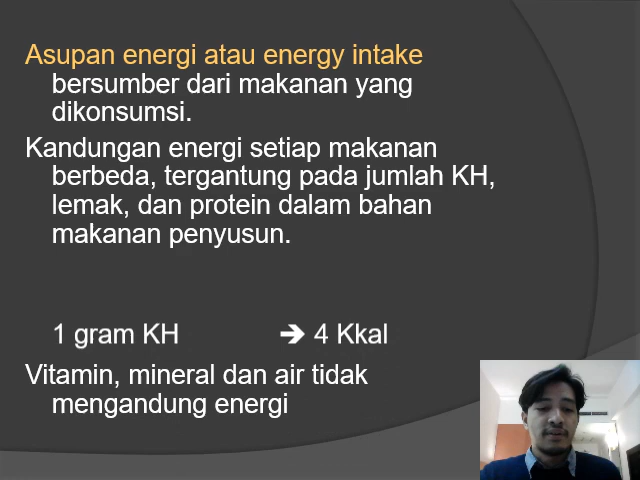 Asupan energi atau energy intake
bersumber dari makanan yang
dikonsumsi.
Kandungan energi setiap makanan
berbeda, tergantung pada jumlah KH,
lemak, dan protein dalam bahan
makanan penyusun.
1 gram KH ➔ 4 Kkal
Vitamin, mineral dan air tidak
mengandung energi